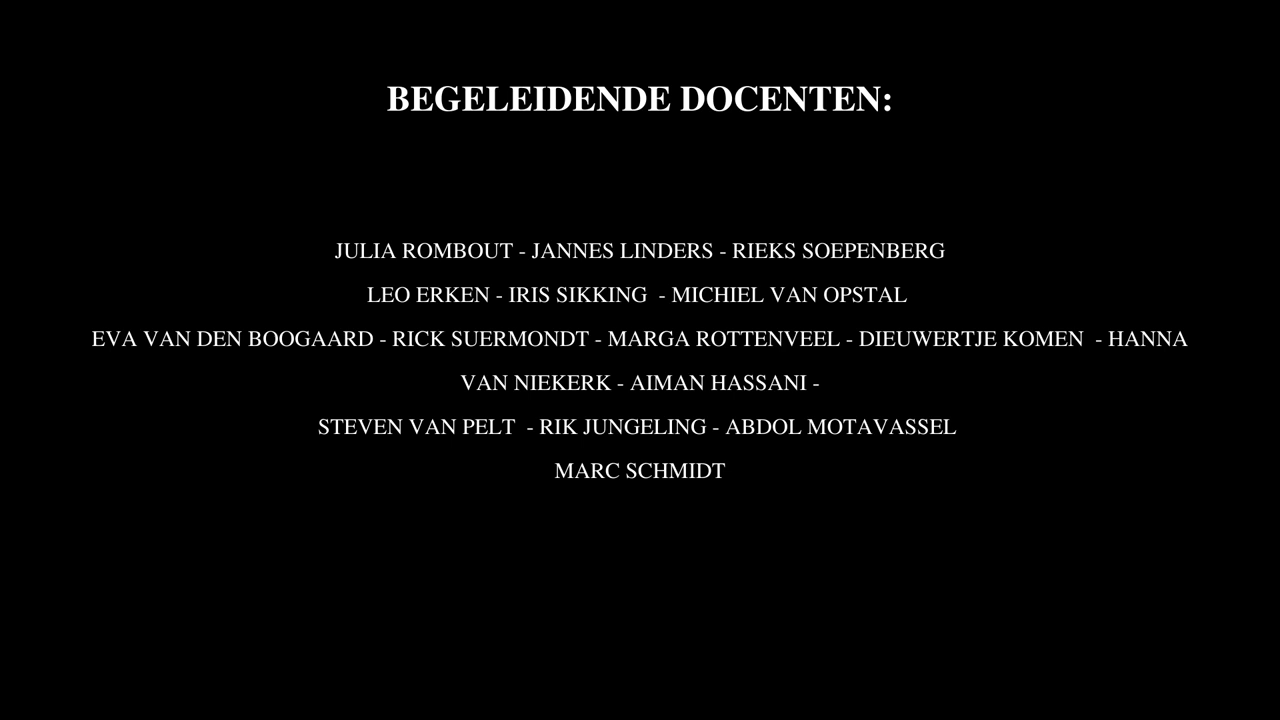 BEGELEIDENDE DOCENTEN:
JULIA ROMBOUT - JANNES LINDERS - RIEKS SOEPENBERG
LEO ERKEN - IRIS SIKKING  - MICHIEL VAN OPSTAL
EVA VAN DEN BOOGAARD - RICK SUERMONDT - MARGA ROTTENVEEL - DIEUWERTJE KOMEN  - HANNA
VAN NIEKERK - AIMAN HASSANI -
STEVEN VAN PELT  - RIK JUNGELING - ABDOL MOTAVASSEL
MARC SCHMIDT